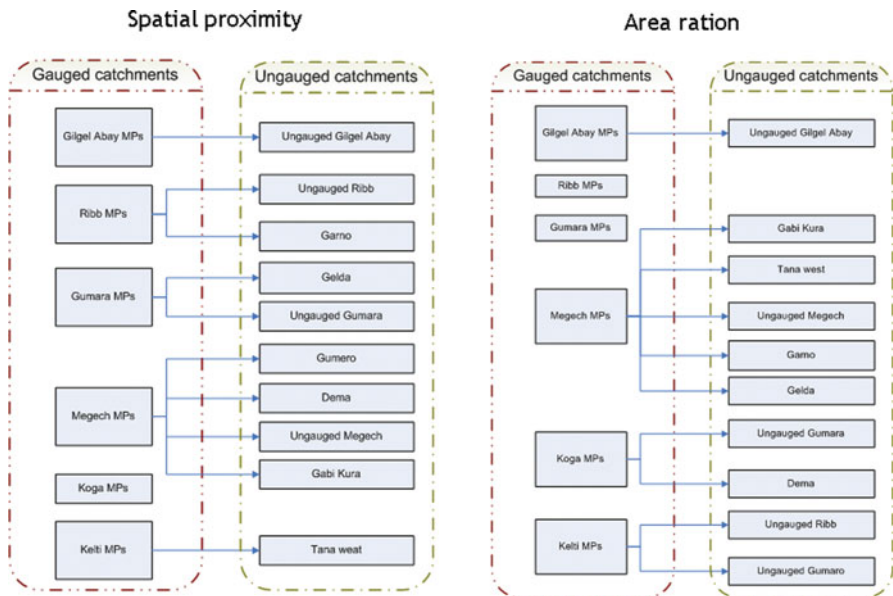 Spatial proximity
Gauged catchments
Ungauged catchments
Gilgel Abay MPs
Ungauged Gilgel Abay
Ribb MPs
Ungauged Ribb
Garno
Gumara MPs
Gelda
Ungauged Gumara
Megech MPs
Gumero
Dema
Ungauged Megech
Gabi Kura
Koga MPs
Kelti MPs
Tana weat
Area ration
Gauged catchments
Ungauged catchments
Gilgel Abay MPs
Ungauged Gilgel Abay
Ribb MPs
Gumara MPs
Megech MPs
Gabi Kura
Tana west
Ungauged Megech
Garno
Gelda
Koga MPs
Ungauged Gumara
Dema
Kelti MPs
Ungauged Ribb
Ungauged Gumaro